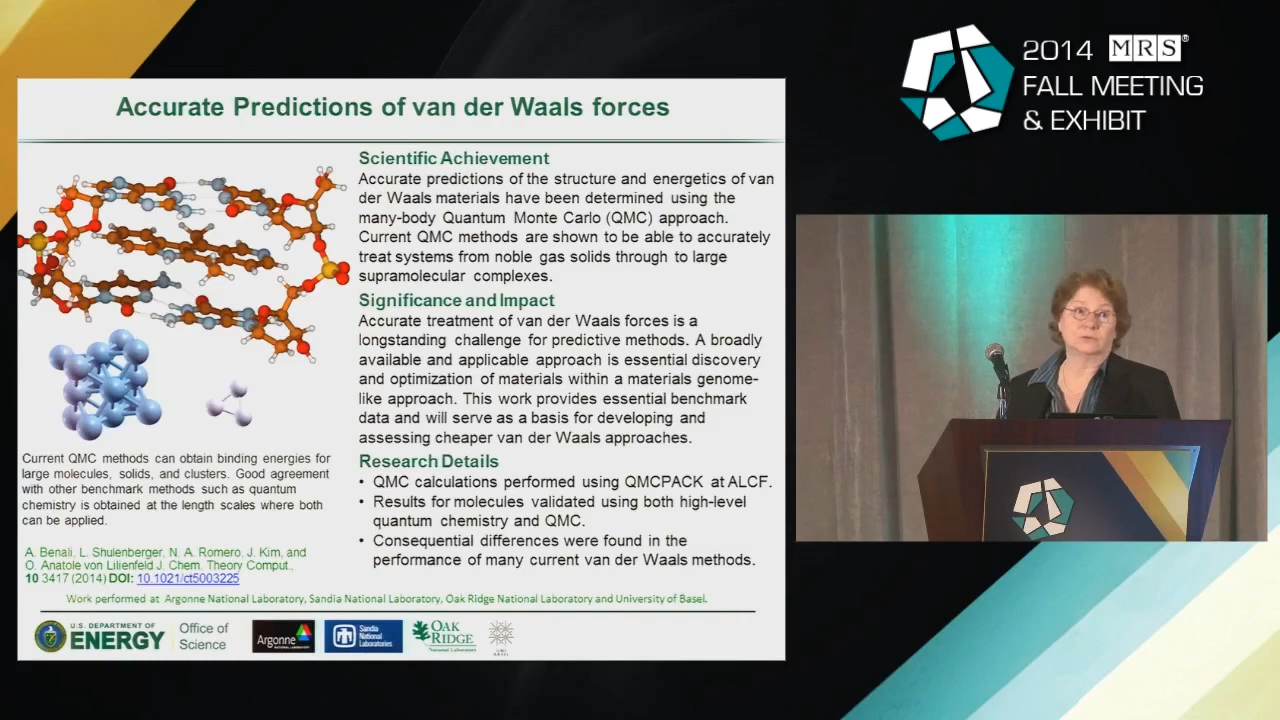 Accurate Predictions of van der Waals forces
Scientific Achievement
Accurate predictions of the structure and energetics of van
der Waals materials have been determined using the
many-body Quantum Monte Carlo (QMC) approach.
Current QMC methods are shown to be able to accurately
treat systems from noble gas solids through to large
supramolecular complexes.
Significance and Impact
Accurate treatment of van der Waals forces is a
longstanding challenge for predictive methods. A broadly
available and applicable approach is essential discovery
and optimization of materials within a materials genome-
like approach. This work provides essential benchmark
data and will serve as a basis for developing and
assessing cheaper van der Waals approaches.
Research Details
• QMC calculations performed using QMCPACK at ALCF.
• Results for molecules validated using both high-level
quantum chemistry and QMC.
• Consequential differences were found in the
performance of many current van der Waals methods.
Current QMC methods can obtain binding energies for
large molecules, solids, and clusters. Good agreement
with other benchmark methods such as quantum
chemistry is obtained at the length scales where both
can be applied.
A. Benali, L. Shulenberger, N. A. Romero, J. Kim, and
O. Anatole von Lilienfeld J. Chem. Theory Comput.,
10 3417 (2014) DOI: 10.1021/ct5003225
Work performed at Argonne National Laboratory, Sandia National Laboratory, Oak Ridge National Laboratory and University of Basel.
U.S. DEPARTMENT OF
ENERGY
Office of
Science
Argonne
NATIONAL LABORATORY
Sandia
National
Laboratories
OAK
RIDGE
National Laboratory
UNI
BASEL
2014 MRS®
FALL MEETING
& EXHIBIT